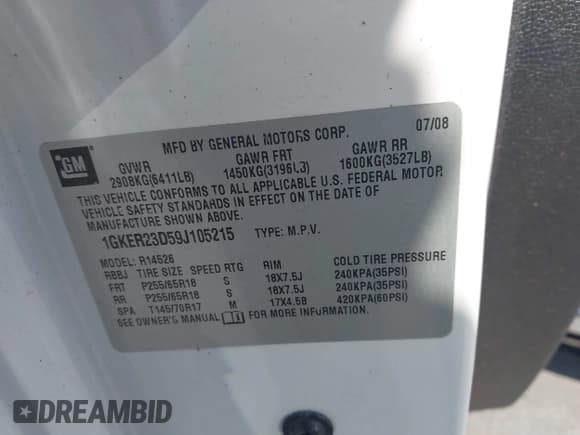 GM
MFD BY GENERAL MOTORS CORP. 07/08
GVWR GAWR FRT GAWR RR
2908KG(6411LB) 1450KG(3196LB) 1600KG(3527LB)
THIS VEHICLE CONFORMS TO ALL APPLICABLE U.S. FEDERAL MOTOR
VEHICLE SAFETY STANDARDS IN EFFECT ON THE DATE OF
MANUFACTURE SHOWN ABOVE.
1GKER23D59J105215 TYPE: M.P.V.
MODEL: R14526
RBBJ TIRE SIZE SPEED RTG RIM COLD TIRE PRESSURE
FRT P255/65R18 S 18X7.5J 240KPA(35PSI)
RR P255/65R18 S 18X7.5J 240KPA(35PSI)
SPA T145/70R17 M 17X4.5B 420KPA(60PSI)
SEE OWNER'S MANUAL FOR MORE INFORMATION
DREAMBID